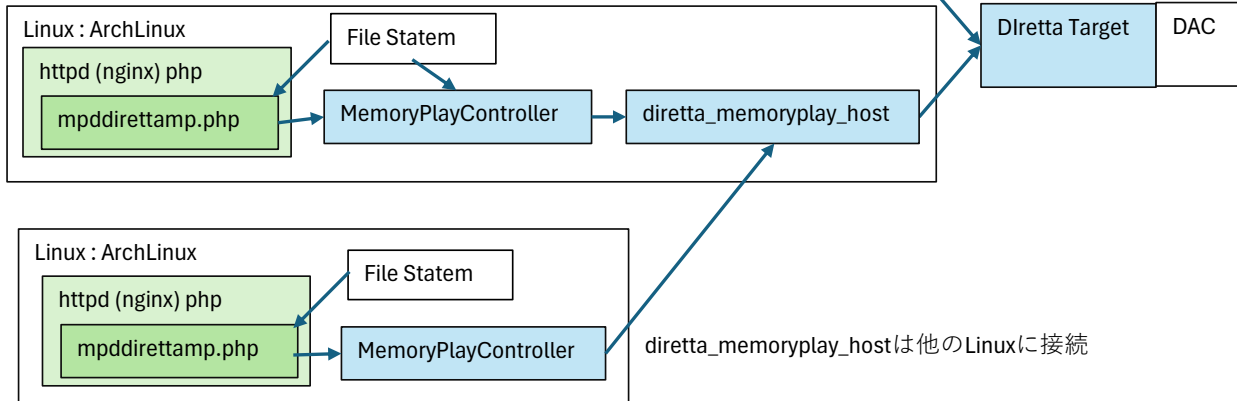 Linux : ArchLinux
File Statem
DIretta Target
DAC
httpd (nginx) php
mpddirettamp.php
MemoryPlayController
diretta_memoryplay_host
Linux : ArchLinux
File Statem
httpd (nginx) php
mpddirettamp.php
MemoryPlayController
diretta_memoryplay_hostは他のLinuxに接続